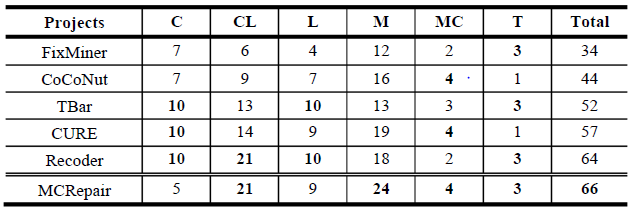 Projects C CL L M MC T Total
FixMiner 7 6 4 12 2 3 34
CoCoNut 7 9 7 16 4 1 44
TBar 10 13 10 13 3 3 52
CURE 10 14 9 19 4 1 57
Recoder 10 21 10 18 2 3 64
MCRepair 5 21 9 24 4 3 66